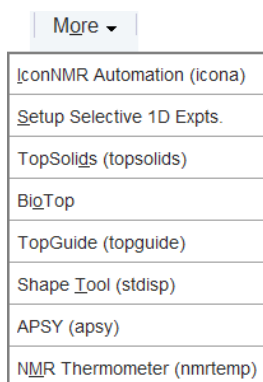 More
IconNMR Automation (icona)
Setup Selective 1D Expts.
TopSolids (topsolids)
BioTop
TopGuide (topguide)
Shape Tool (stdisp)
APSY (apsy)
NMR Thermometer (nmrtemp)